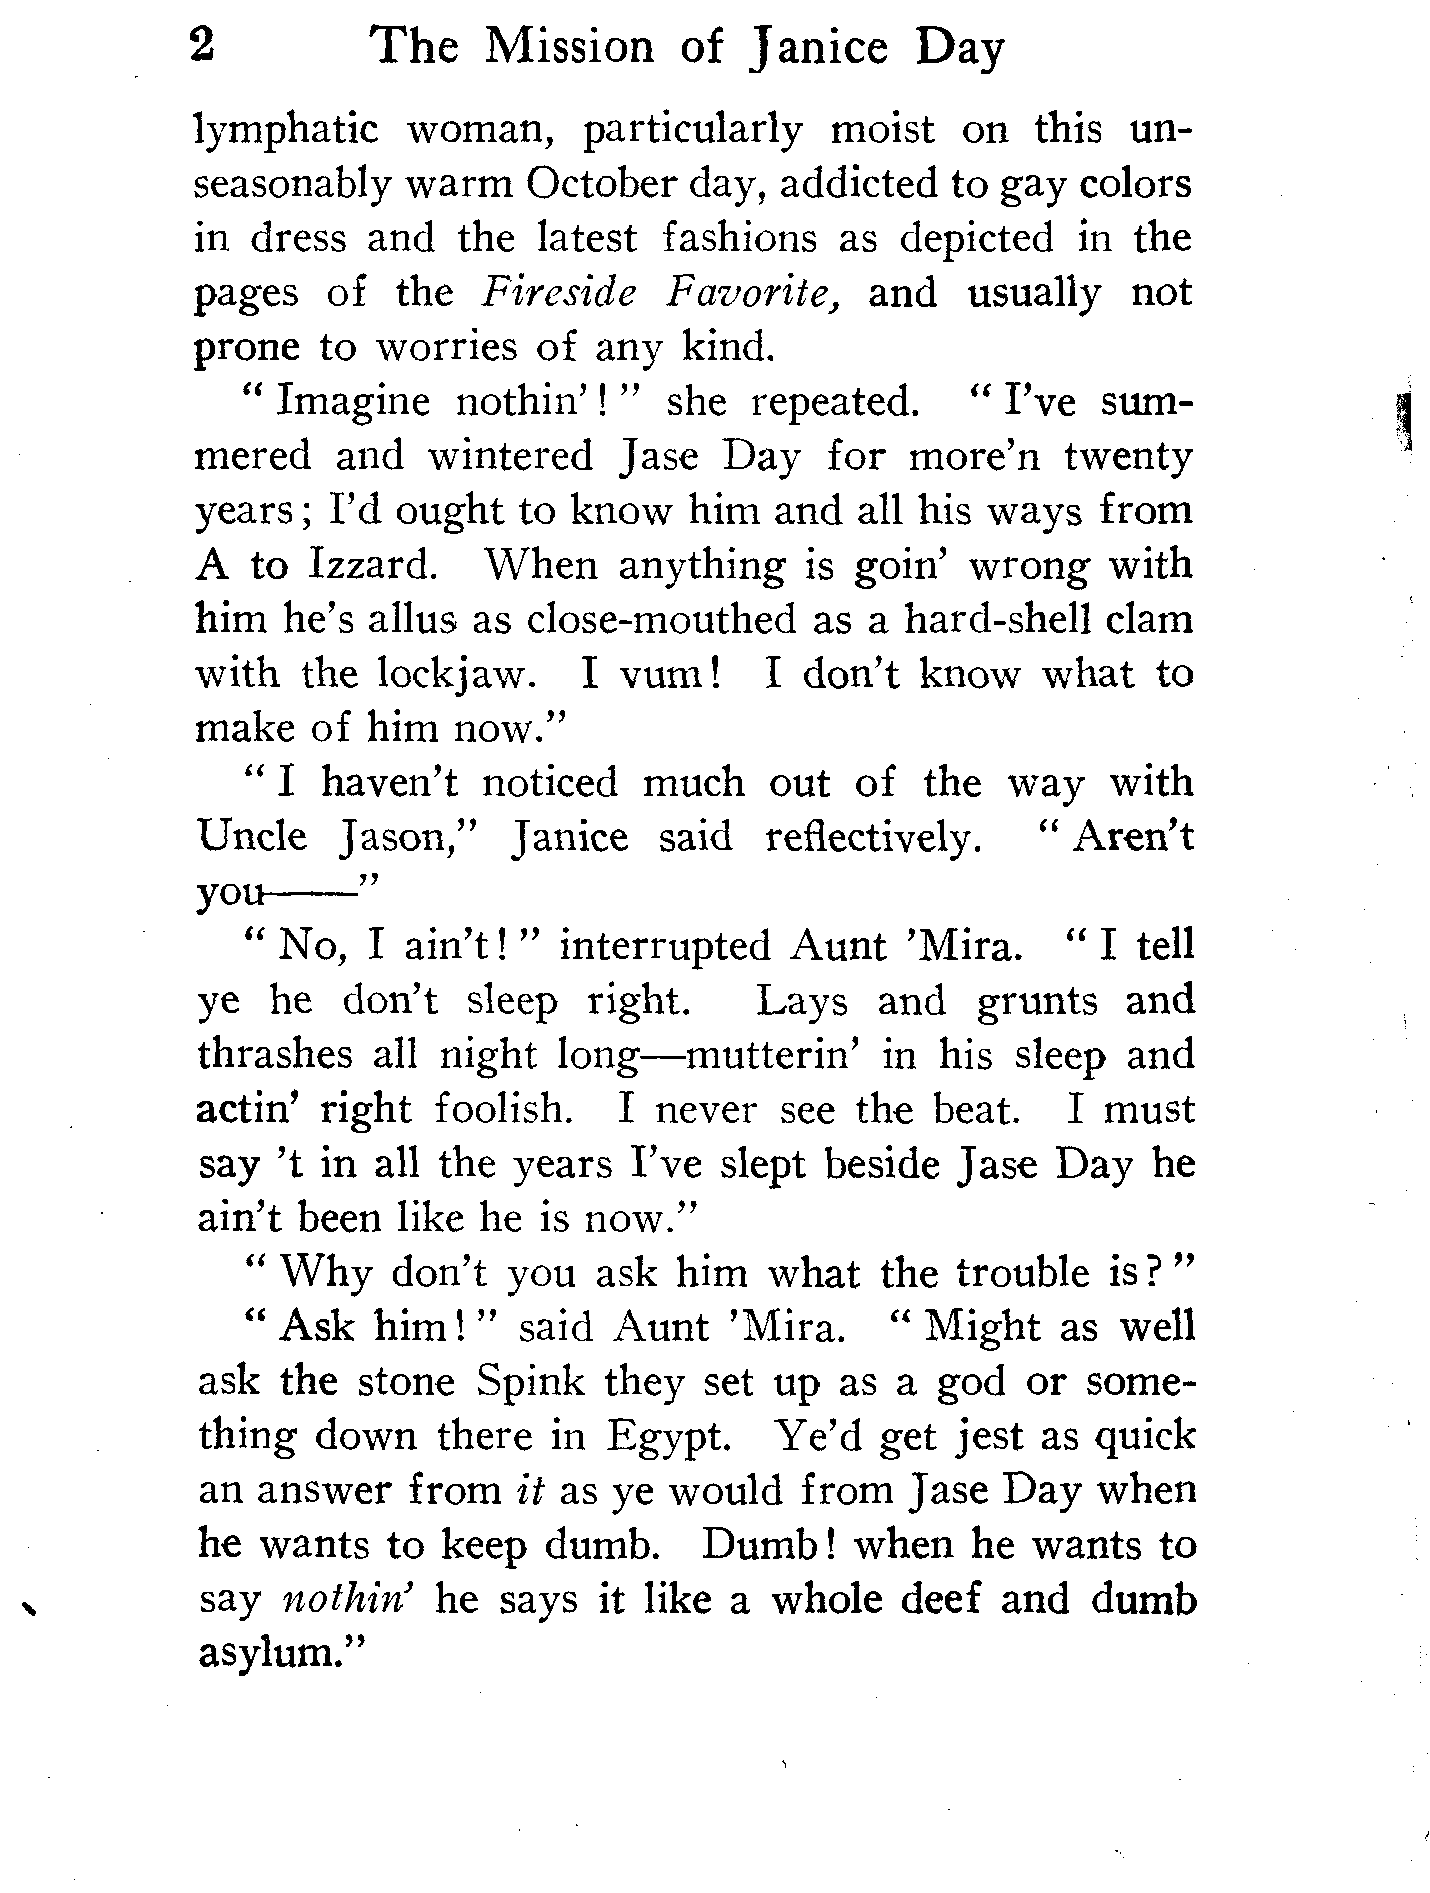 2 The Mission of Janice Day
lymphatic woman, particularly moist on this un-
seasonably warm October day, addicted to gay colors
in dress and the latest fashions as depicted in the
pages of the Fireside Favorite, and usually not
prone to worries of any kind.
“ Imagine nothin’! ” she repeated. “ I’ve sum-
mered and wintered Jase Day for more’n twenty
years; I’d ought to know him and all his ways from
A to Izzard. When anything is goin’ wrong with
him he’s allus as close-mouthed as a hard-shell clam
with the lockjaw. I vum! I don’t know what to
make of him now.”
“ I haven’t noticed much out of the way with
Uncle Jason,” Janice said reflectively. “ Aren’t
you——”
“ No, I ain’t! ” interrupted Aunt ’Mira. “ I tell
ye he don’t sleep right. Lays and grunts and
thrashes all night long—mutterin’ in his sleep and
actin’ right foolish. I never see the beat. I must
say ’t in all the years I’ve slept beside Jase Day he
ain’t been like he is now.”
“ Why don’t you ask him what the trouble is? ”
“ Ask him! ” said Aunt ’Mira. “ Might as well
ask the stone Spink they set up as a god or some-
thing down there in Egypt. Ye’d get jest as quick
an answer from it as ye would from Jase Day when
he wants to keep dumb. Dumb! when he wants to
say nothin’ he says it like a whole deef and dumb
asylum.”